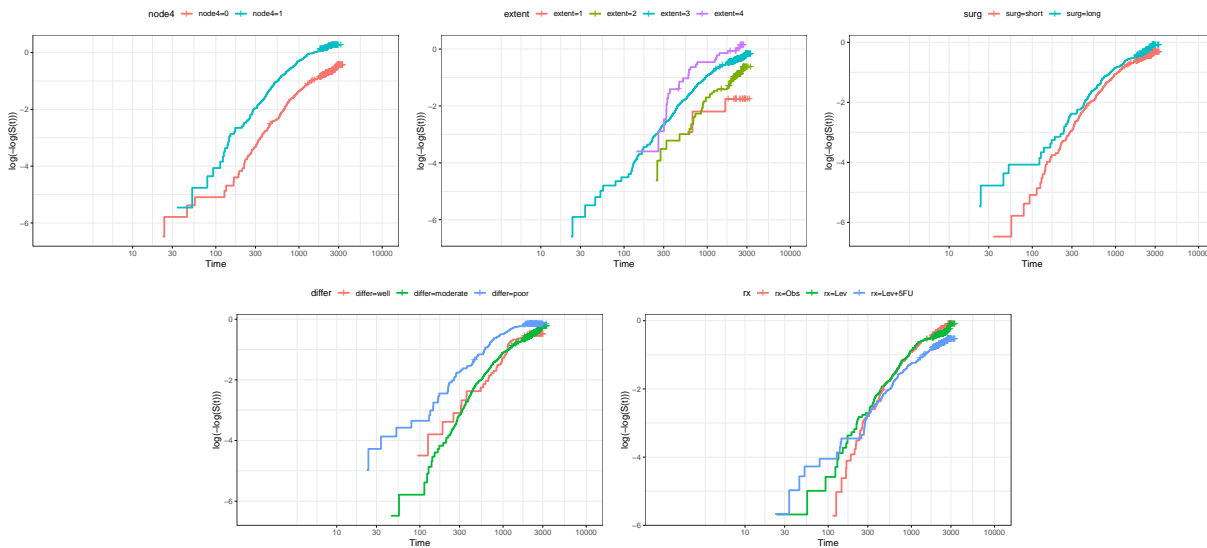 node4 node4=0 node4=1
log(−log(S(t)))
0
−2
−4
−6
10 30 100 300 1000 3000 10000
Time
extent extent=1 extent=2 extent=3 extent=4
log(−log(S(t)))
0
−2
−4
−6
10 30 100 300 1000 3000 10000
Time
surg surg=short surg=long
log(−log(S(t)))
0
−2
−4
−6
10 30 100 300 1000 3000 10000
Time
differ differ=well differ=moderate differ=poor
log(−log(S(t)))
0
−2
−4
−6
10 30 100 300 1000 3000 10000
Time
rx rx=Obs rx=Lev rx=Lev+5FU
log(−log(S(t)))
0
−2
−4
−6
10 30 100 300 1000 3000 10000
Time